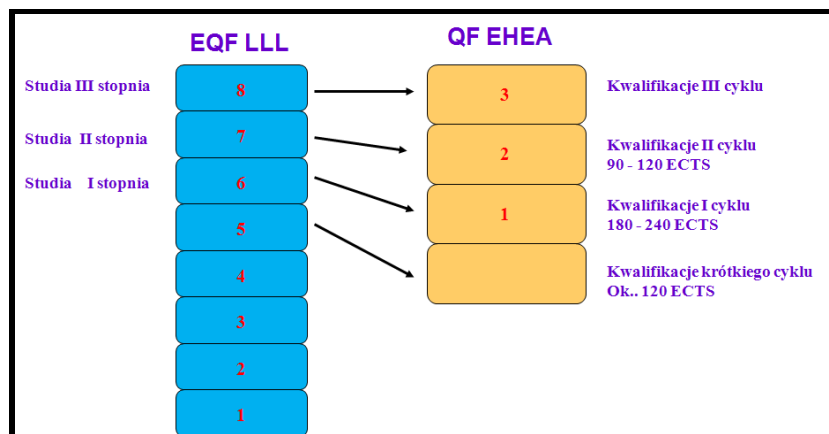 EQF LLL
QF EHEA
Studia III stopnia
8
3
Kwalifikacje III cyklu
Studia II stopnia
7
2
Kwalifikacje II cyklu
90 - 120 ECTS
Studia I stopnia
6
1
Kwalifikacje I cyklu
180 - 240 ECTS
5
Kwalifikacje krótkiego cyklu
Ok.. 120 ECTS
4
3
2
1